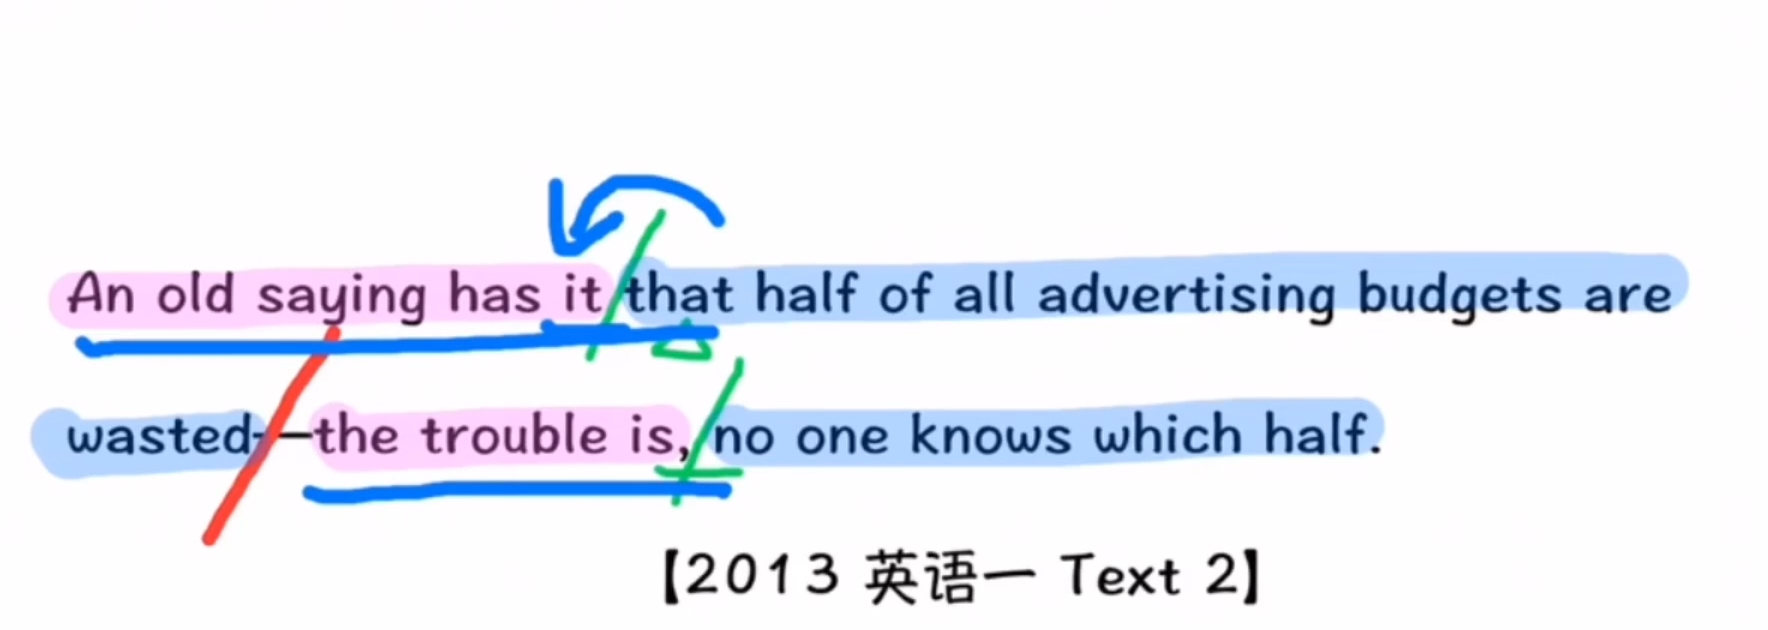 An old saying has it that half of all advertising budgets are
wasted——the trouble is, no one knows which half.
【2013 英语一 Text 2】